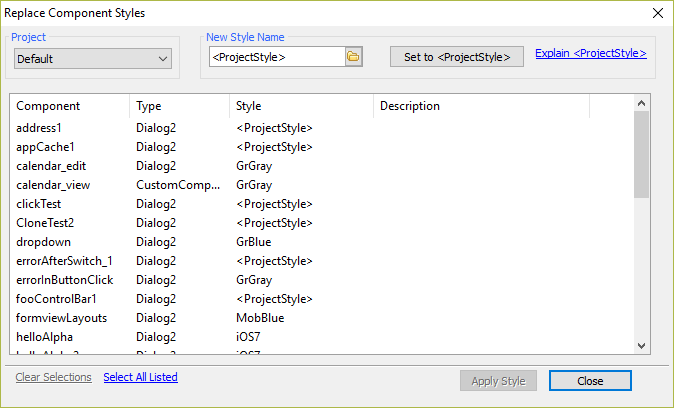 Replace Component Styles
Project
New Style Name
Default
<ProjectStyle>
Set to <ProjectStyle>
Explain <ProjectStyle>
Component Type Style Description
address1 Dialog2 <ProjectStyle>
appCache1 Dialog2 <ProjectStyle>
calendar_edit Dialog2 GrGray
calendar_view CustomComp... GrGray
clickTest Dialog2 <ProjectStyle>
CloneTest2 Dialog2 <ProjectStyle>
dropdown Dialog2 GrBlue
errorAfterSwitch_1 Dialog2 <ProjectStyle>
errorInButtonClick Dialog2 GrGray
fooControlBar1 Dialog2 <ProjectStyle>
formviewLayouts Dialog2 MobBlue
helloAlpha Dialog2 iOS7
Clear Selections
Select All Listed
Apply Style
Close